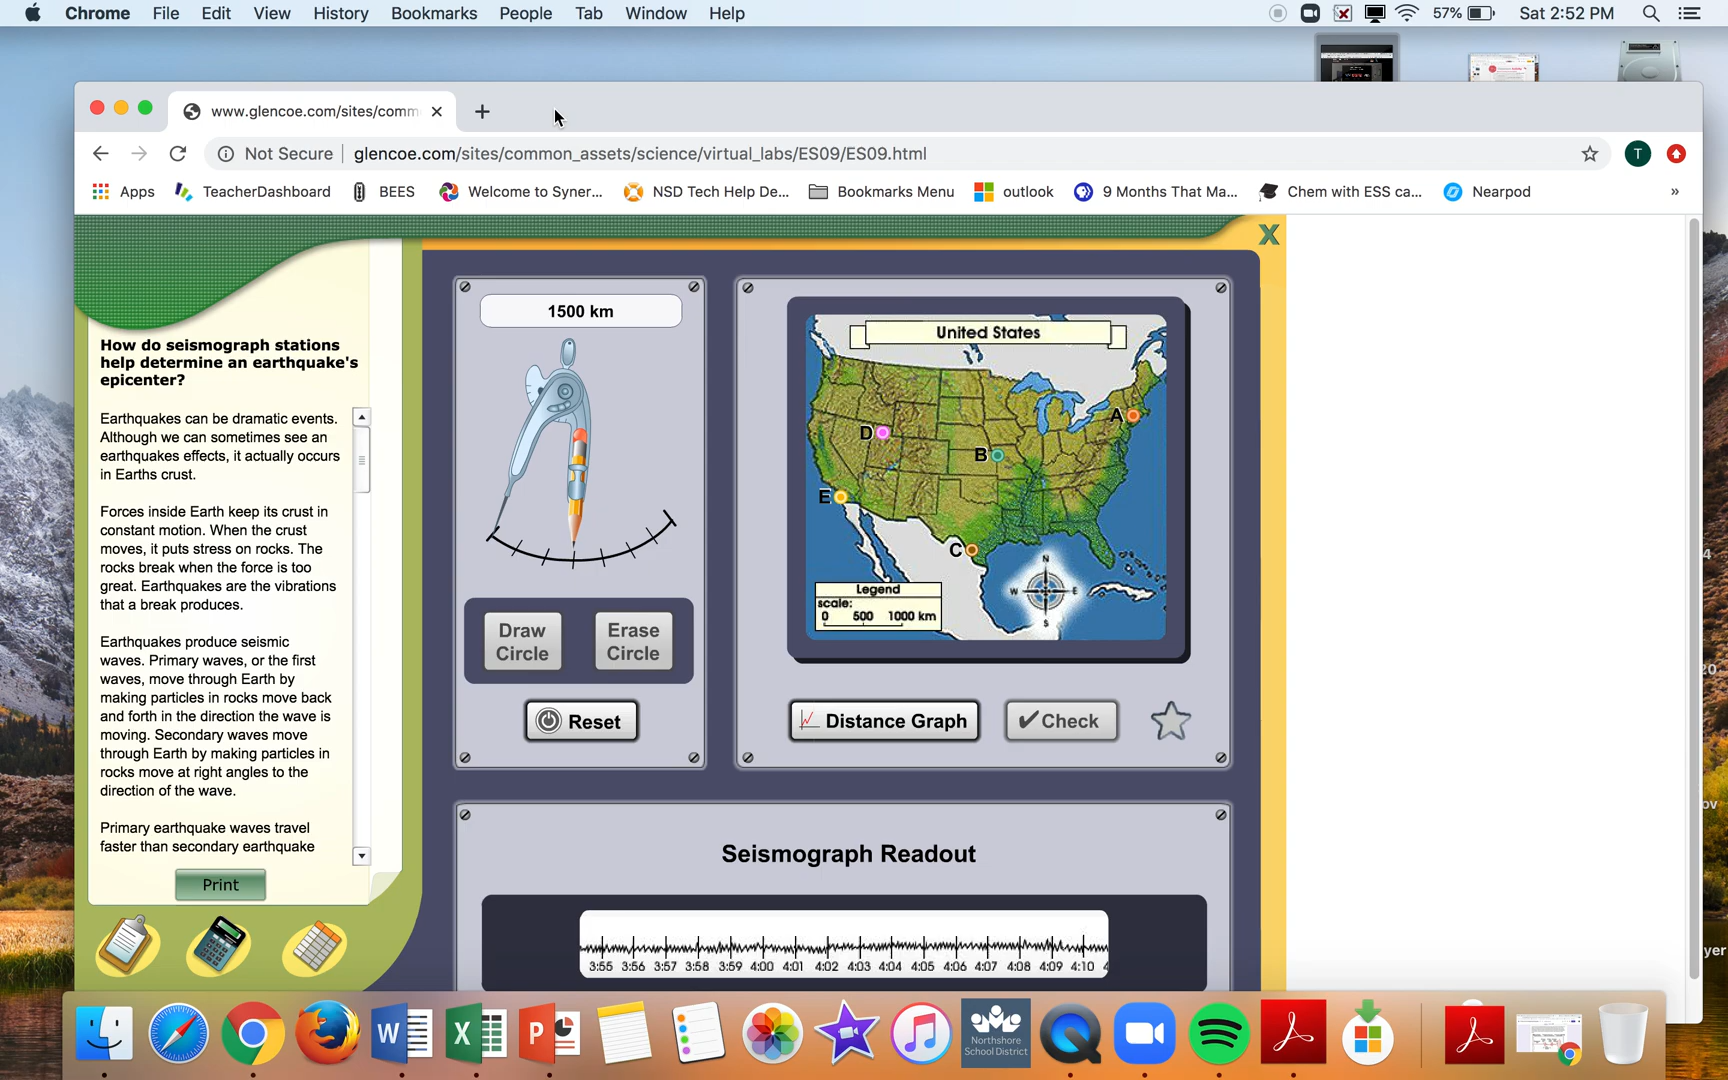 Chrome File Edit View History Bookmarks People Tab Window Help 57% Sat 2:52 PM
www.glencoe.com/sites/comm
Not Secure glencoe.com/sites/common_assets/science/virtual_labs/ES09/ES09.html T
Apps TeacherDashboard BEES Welcome to Syner... NSD Tech Help De... Bookmarks Menu outlook 9 Months That Ma... Chem with ESS ca... Nearpod »
X
How do seismograph stations
help determine an earthquake's
epicenter?
Earthquakes can be dramatic events.
Although we can sometimes see an
earthquakes effects, it actually occurs
in Earths crust.
Forces inside Earth keep its crust in
constant motion. When the crust
moves, it puts stress on rocks. The
rocks break when the force is too
great. Earthquakes are the vibrations
that a break produces.
Earthquakes produce seismic
waves. Primary waves, or the first
waves, move through Earth by
making particles in rocks move back
and forth in the direction the wave is
moving. Secondary waves move
through Earth by making particles in
rocks move at right angles to the
direction of the wave.
Primary earthquake waves travel
faster than secondary earthquake
Print
1500 km
Draw
Circle
Erase
Circle
Reset
United States
A
D
B
E
C
N
W E
S
Legend
scale:
0 500 1000 km
Distance Graph
Check
Seismograph Readout
3:55 3:56 3:57 3:58 3:59 4:00 4:01 4:02 4:03 4:04 4:05 4:06 4:07 4:08 4:09 4:10 4
Northshore
School District